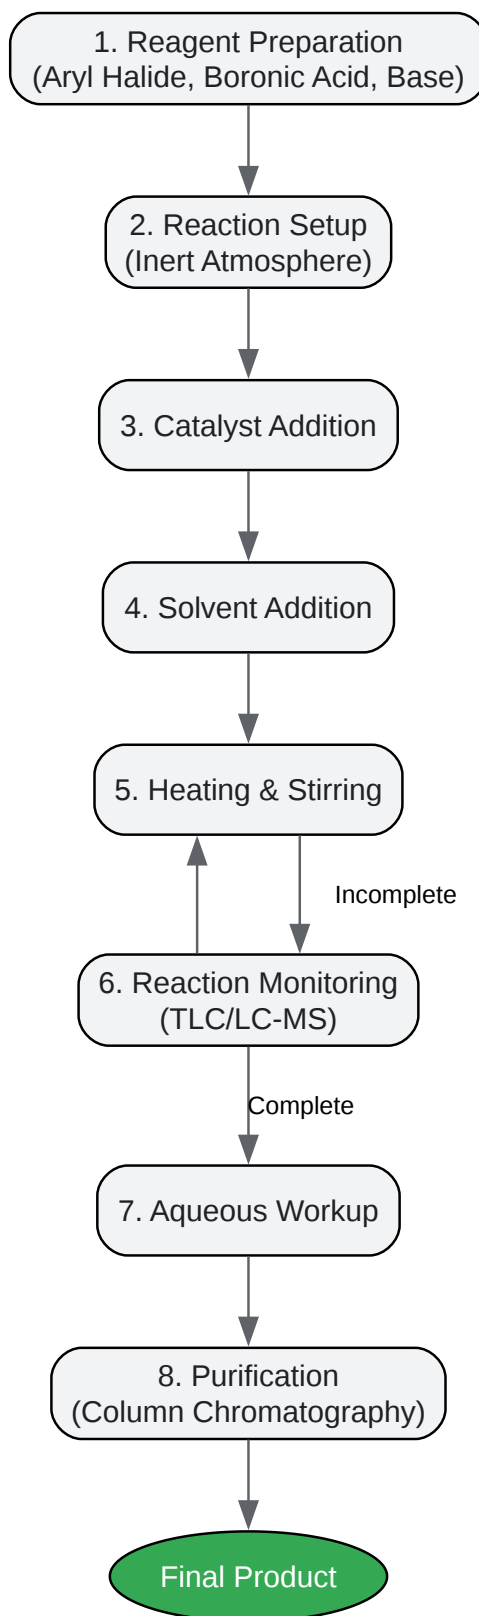 1. Reagent Preparation
(Aryl Halide, Boronic Acid, Base)
2. Reaction Setup
(Inert Atmosphere)
3. Catalyst Addition
4. Solvent Addition
5. Heating & Stirring
Incomplete
6. Reaction Monitoring
(TLC/LC-MS)
Complete
7. Aqueous Workup
8. Purification
(Column Chromatography)
Final Product